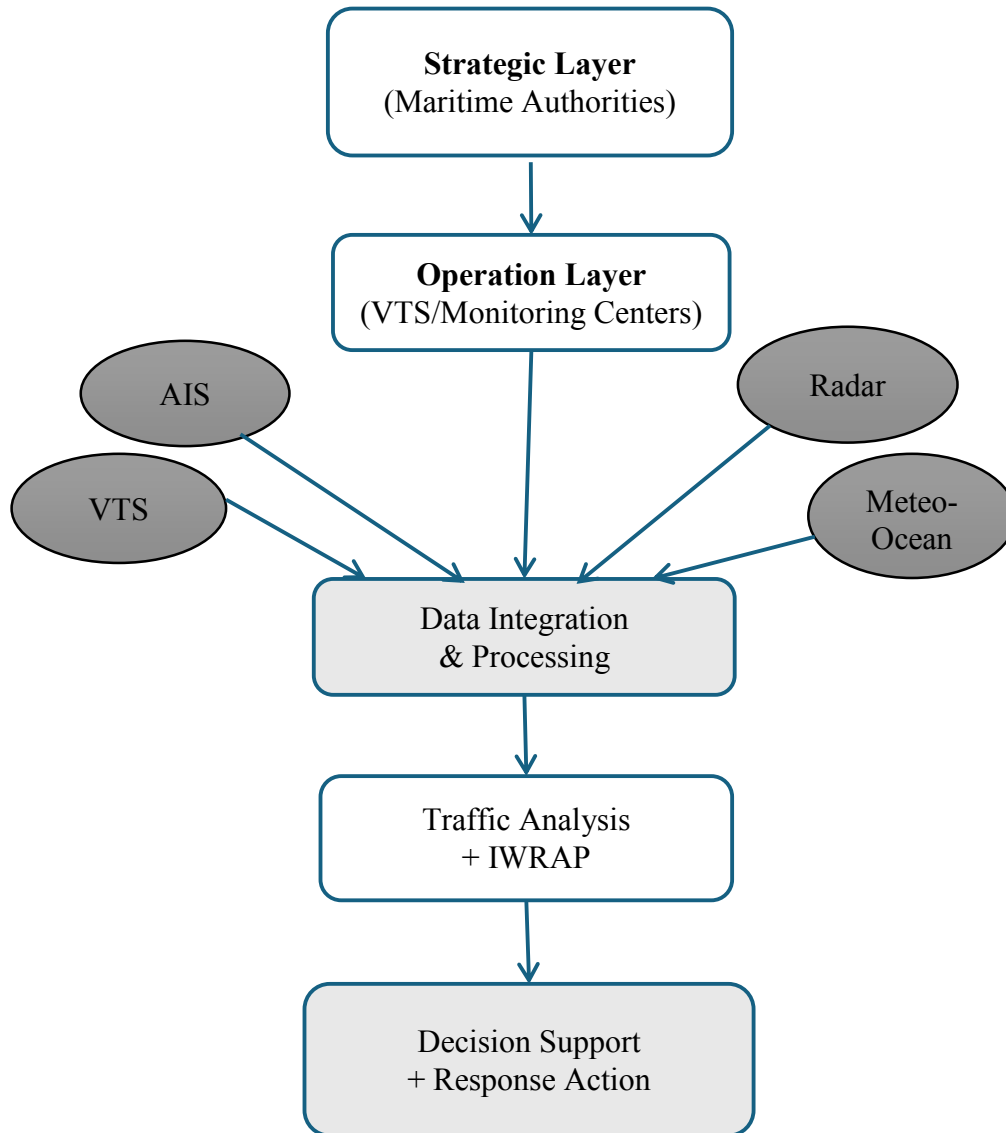 Strategic Layer
(Maritime Authorities)
Operation Layer
(VTS/Monitoring Centers)
AIS
Radar
VTS
Meteo-
Ocean
Data Integration
& Processing
Traffic Analysis
+ IWRAP
Decision Support
+ Response Action